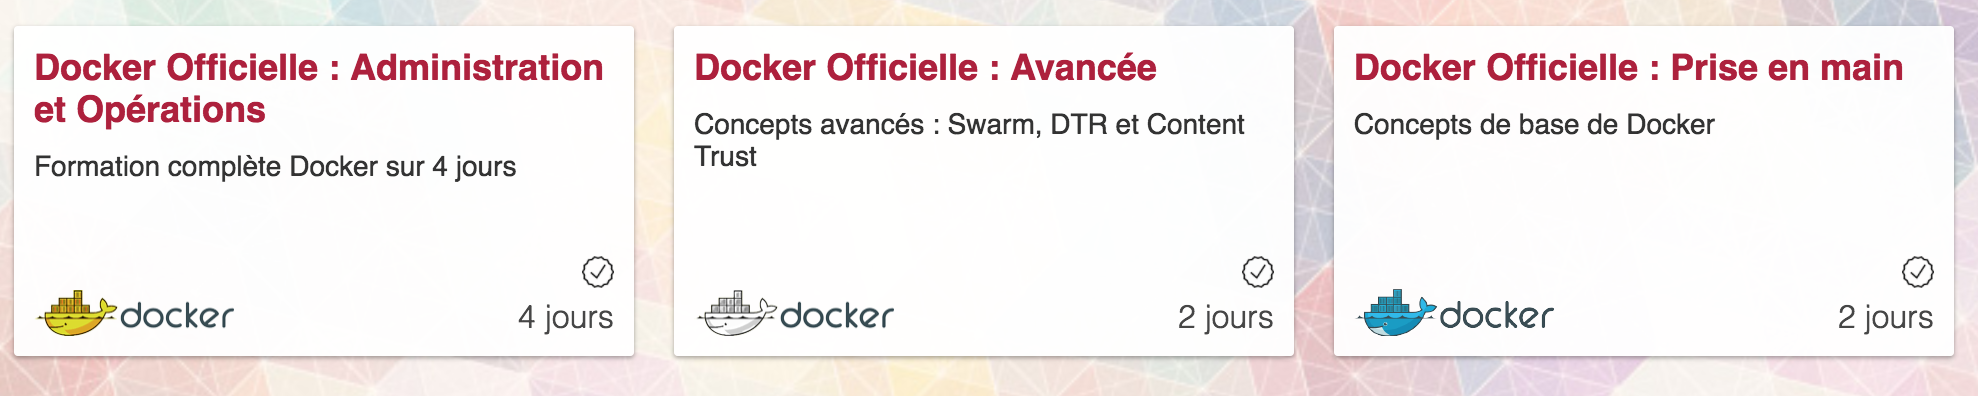 Docker Officielle : Administration
et Opérations
Formation complète Docker sur 4 jours
docker
4 jours
Docker Officielle : Avancée
Concepts avancés : Swarm, DTR et Content
Trust
docker
2 jours
Docker Officielle : Prise en main
Concepts de base de Docker
docker
2 jours